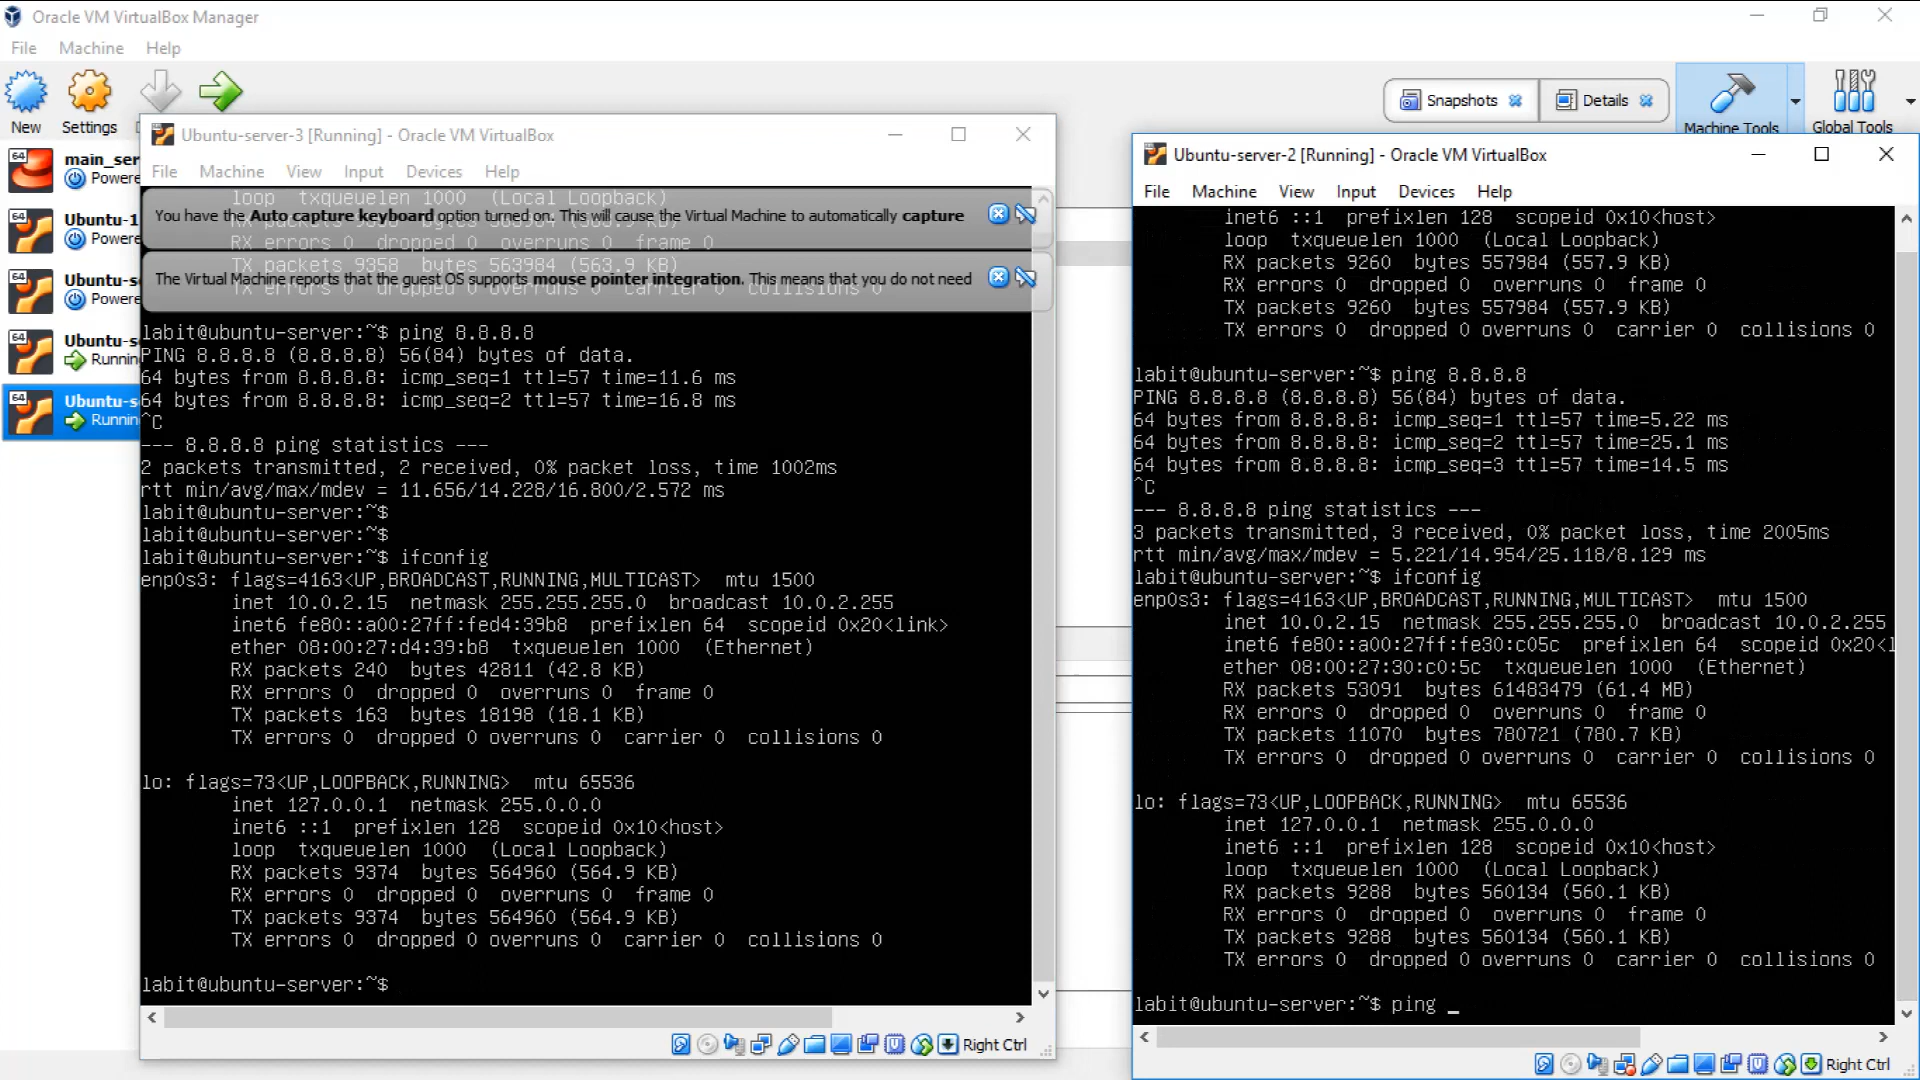 Oracle VM VirtualBox Manager
File Machine Help
New Settings
Snapshots Details Machine Tools Global Tools
64 main_ser
Powere
64 Ubuntu-1
Powere
64 Ubuntu-s
Powere
64 Ubuntu-s
Runnin
64 Ubuntu-s
Runnin
Ubuntu-server-3 [Running] - Oracle VM VirtualBox
File Machine View Input Devices Help
loop txqueuelen 1000 (Local Loopback)
You have the Auto capture keyboard option turned on. This will cause the Virtual Machine to automatically capture
RX errors 0 dropped 0 overruns 0 frame 0
TX packets 9358 bytes 563984 (563.9 KB)
The Virtual Machine reports that the guest OS supports mouse pointer integration. This means that you do not need
labit@ubuntu-server:~$ ping 8.8.8.8
PING 8.8.8.8 (8.8.8.8) 56(84) bytes of data.
64 bytes from 8.8.8.8: icmp_seq=1 ttl=57 time=11.6 ms
64 bytes from 8.8.8.8: icmp_seq=2 ttl=57 time=16.8 ms
^C
--- 8.8.8.8 ping statistics ---
2 packets transmitted, 2 received, 0% packet loss, time 1002ms
rtt min/avg/max/mdev = 11.656/14.228/16.800/2.572 ms
labit@ubuntu-server:~$
labit@ubuntu-server:~$
labit@ubuntu-server:~$ ifconfig
enp0s3: flags=4163<UP,BROADCAST,RUNNING,MULTICAST> mtu 1500
inet 10.0.2.15 netmask 255.255.255.0 broadcast 10.0.2.255
inet6 fe80::a00:27ff:fed4:39b8 prefixlen 64 scopeid 0x20<link>
ether 08:00:27:d4:39:b8 txqueuelen 1000 (Ethernet)
RX packets 240 bytes 42811 (42.8 KB)
RX errors 0 dropped 0 overruns 0 frame 0
TX packets 163 bytes 18198 (18.1 KB)
TX errors 0 dropped 0 overruns 0 carrier 0 collisions 0
lo: flags=73<UP,LOOPBACK,RUNNING> mtu 65536
inet 127.0.0.1 netmask 255.0.0.0
inet6 ::1 prefixlen 128 scopeid 0x10<host>
loop txqueuelen 1000 (Local Loopback)
RX packets 9374 bytes 564960 (564.9 KB)
RX errors 0 dropped 0 overruns 0 frame 0
TX packets 9374 bytes 564960 (564.9 KB)
TX errors 0 dropped 0 overruns 0 carrier 0 collisions 0
labit@ubuntu-server:~$
Right Ctrl
Ubuntu-server-2 [Running] - Oracle VM VirtualBox
File Machine View Input Devices Help
inet6 ::1 prefixlen 128 scopeid 0x10<host>
loop txqueuelen 1000 (Local Loopback)
RX packets 9260 bytes 557984 (557.9 KB)
RX errors 0 dropped 0 overruns 0 frame 0
TX packets 9260 bytes 557984 (557.9 KB)
TX errors 0 dropped 0 overruns 0 carrier 0 collisions 0
labit@ubuntu-server:~$ ping 8.8.8.8
PING 8.8.8.8 (8.8.8.8) 56(84) bytes of data.
64 bytes from 8.8.8.8: icmp_seq=1 ttl=57 time=5.22 ms
64 bytes from 8.8.8.8: icmp_seq=2 ttl=57 time=25.1 ms
64 bytes from 8.8.8.8: icmp_seq=3 ttl=57 time=14.5 ms
^C
--- 8.8.8.8 ping statistics ---
3 packets transmitted, 3 received, 0% packet loss, time 2005ms
rtt min/avg/max/mdev = 5.221/14.954/25.118/8.129 ms
labit@ubuntu-server:~$ ifconfig
enp0s3: flags=4163<UP,BROADCAST,RUNNING,MULTICAST> mtu 1500
inet 10.0.2.15 netmask 255.255.255.0 broadcast 10.0.2.255
inet6 fe80::a00:27ff:fe30:c05c prefixlen 64 scopeid 0x20<l
ether 08:00:27:30:c0:5c txqueuelen 1000 (Ethernet)
RX packets 53091 bytes 61483479 (61.4 MB)
RX errors 0 dropped 0 overruns 0 frame 0
TX packets 11070 bytes 780721 (780.7 KB)
TX errors 0 dropped 0 overruns 0 carrier 0 collisions 0
lo: flags=73<UP,LOOPBACK,RUNNING> mtu 65536
inet 127.0.0.1 netmask 255.0.0.0
inet6 ::1 prefixlen 128 scopeid 0x10<host>
loop txqueuelen 1000 (Local Loopback)
RX packets 9288 bytes 560134 (560.1 KB)
RX errors 0 dropped 0 overruns 0 frame 0
TX packets 9288 bytes 560134 (560.1 KB)
TX errors 0 dropped 0 overruns 0 carrier 0 collisions 0
labit@ubuntu-server:~$ ping _
Right Ctrl